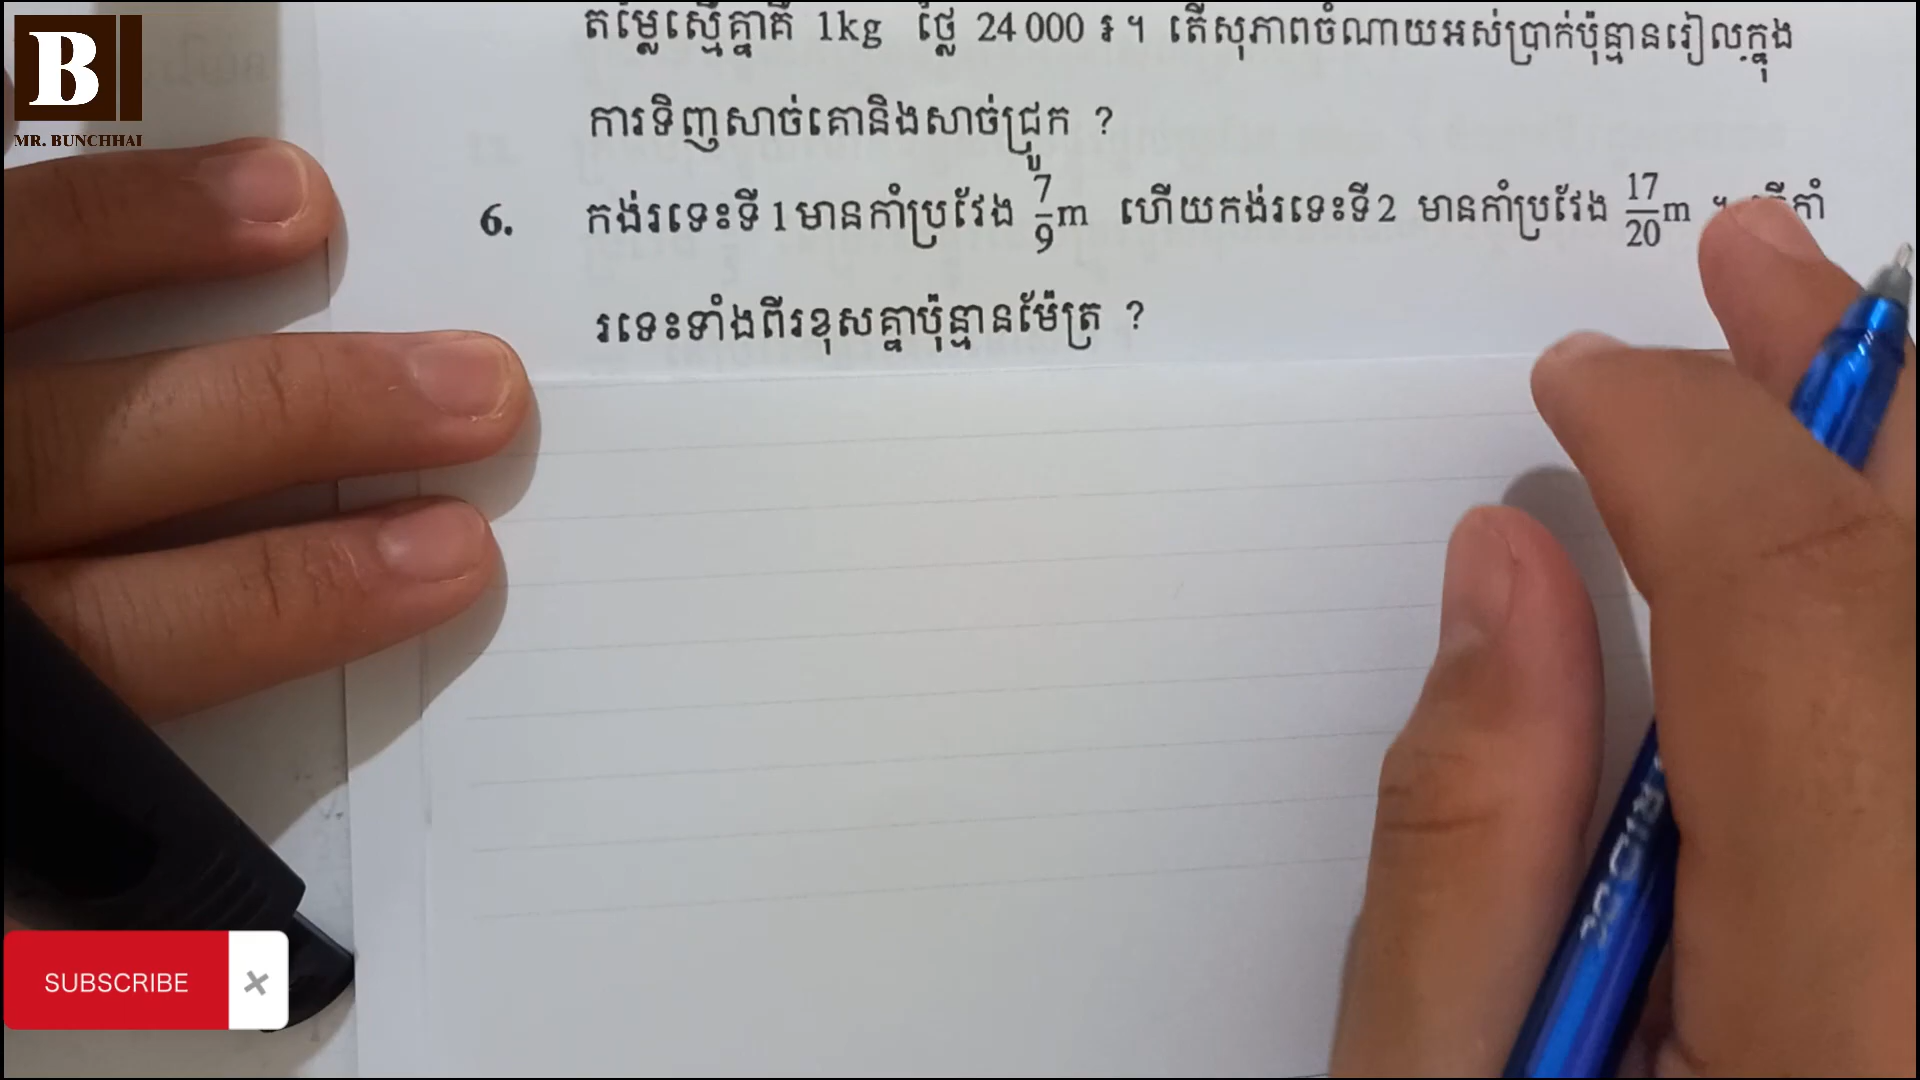 B
MR. BUNCHHAI
តម្លៃស្មើគ្នាគឺ 1kg ថ្លៃ 24 000 ៛ ។ តើសុភាពចំណាយអស់ប្រាក់ប៉ុន្មានរៀលក្នុង
ការទិញសាច់គោនិងសាច់ជ្រូក ?
6. កង់រទេះទី 1 មានកាំប្រវែង 7/9 m ហើយកង់រទេះទី 2 មានកាំប្រវែង 17/20 m ។ កាំ
រទេះទាំងពីរខុសគ្នាប៉ុន្មានម៉ែត្រ ?
SUBSCRIBE